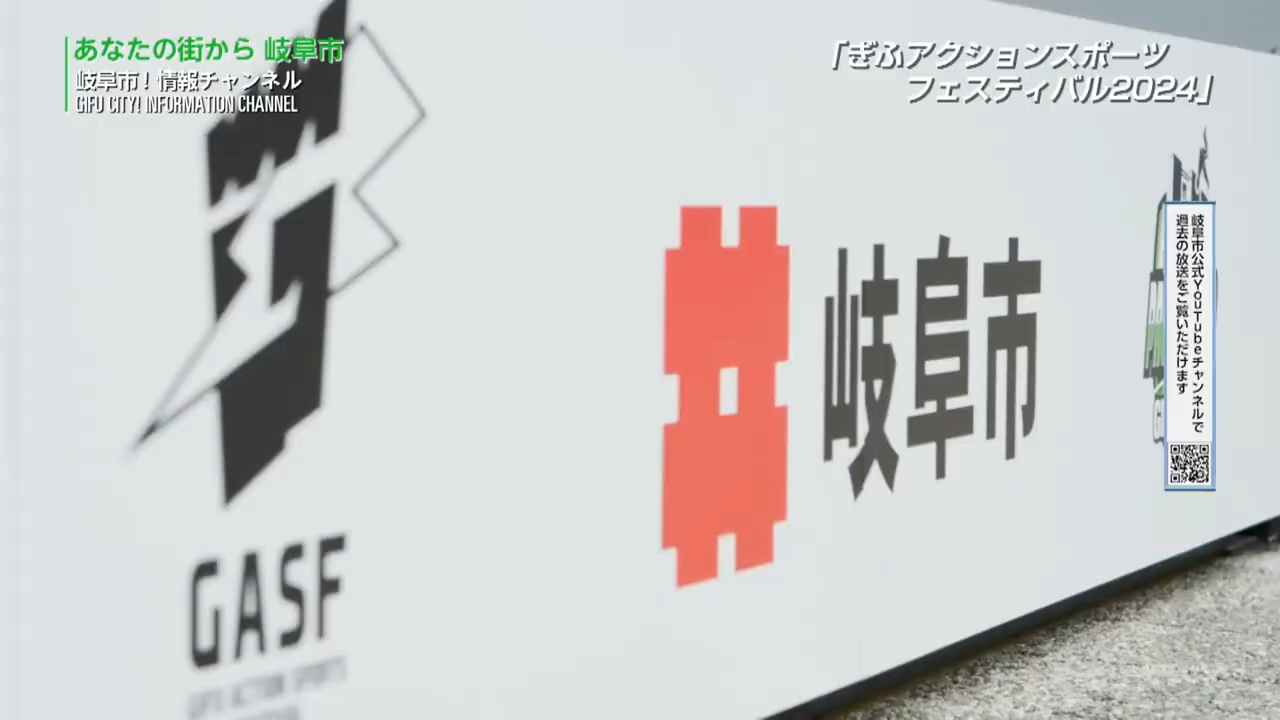 あなたの街から 岐阜市
岐阜市！情報チャンネル
GIFU CITY! INFORMATION CHANNEL
「ぎふアクションスポーツ
フェスティバル2024」
岐阜市公式YouTubeチャンネルで
過去の放送をご覧いただけます
岐阜市
GASF
GIFU ACTION SPORTS